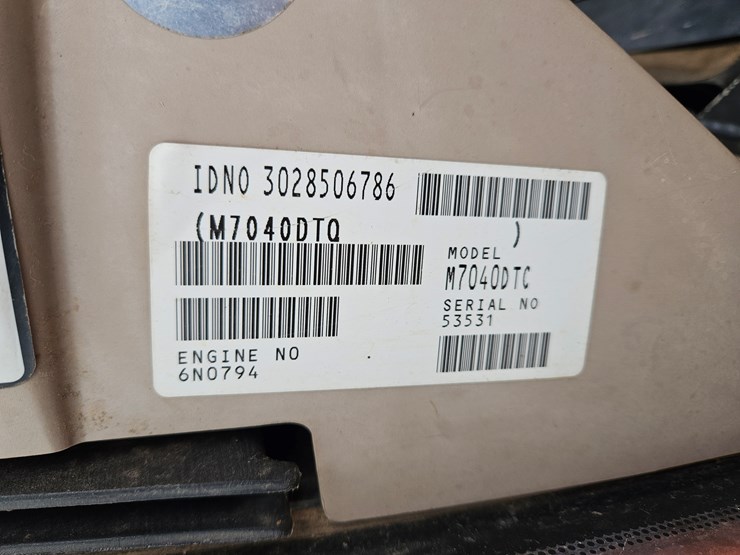 IDNO 3028506786
(M7040DTQ )
MODEL
M7040DTC
SERIAL NO
53531
ENGINE NO
6N0794